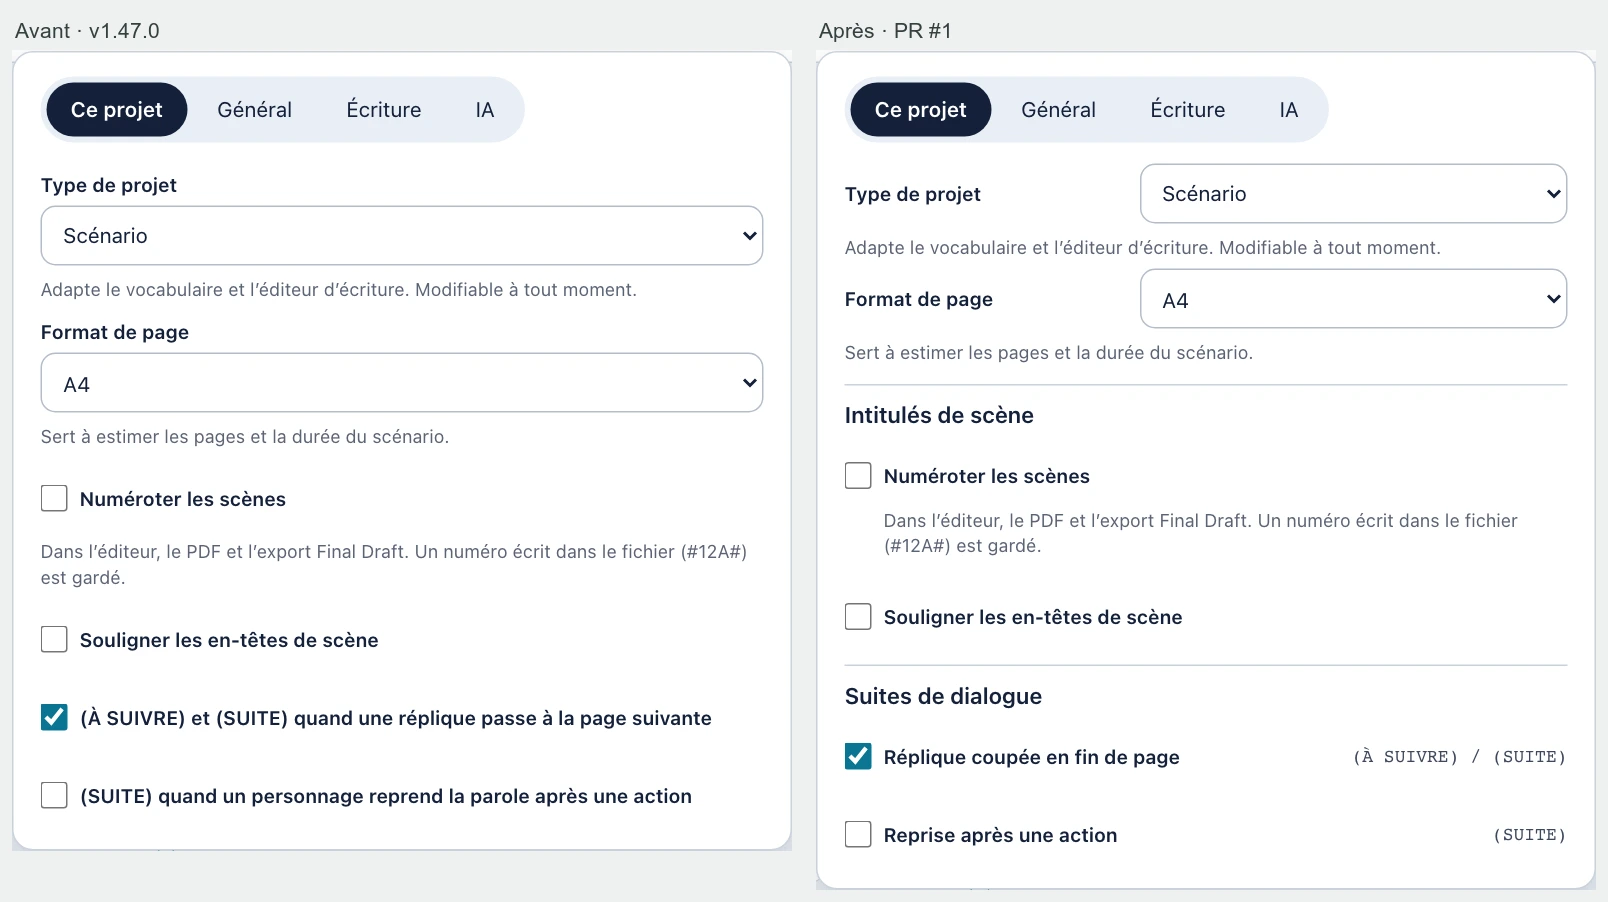 Avant · v1.47.0
Ce projet Général Écriture IA
Type de projet
Scénario
Adapte le vocabulaire et l’éditeur d’écriture. Modifiable à tout moment.
Format de page
A4
Sert à estimer les pages et la durée du scénario.
Numéroter les scènes
Dans l’éditeur, le PDF et l’export Final Draft. Un numéro écrit dans le fichier (#12A#)
est gardé.
Souligner les en-têtes de scène
(À SUIVRE) et (SUITE) quand une réplique passe à la page suivante
(SUITE) quand un personnage reprend la parole après une action
Après · PR #1
Ce projet Général Écriture IA
Type de projet Scénario
Adapte le vocabulaire et l’éditeur d’écriture. Modifiable à tout moment.
Format de page A4
Sert à estimer les pages et la durée du scénario.
Intitulés de scène
Numéroter les scènes
Dans l’éditeur, le PDF et l’export Final Draft. Un numéro écrit dans le fichier
(#12A#) est gardé.
Souligner les en-têtes de scène
Suites de dialogue
Réplique coupée en fin de page (À SUIVRE) / (SUITE)
Reprise après une action (SUITE)